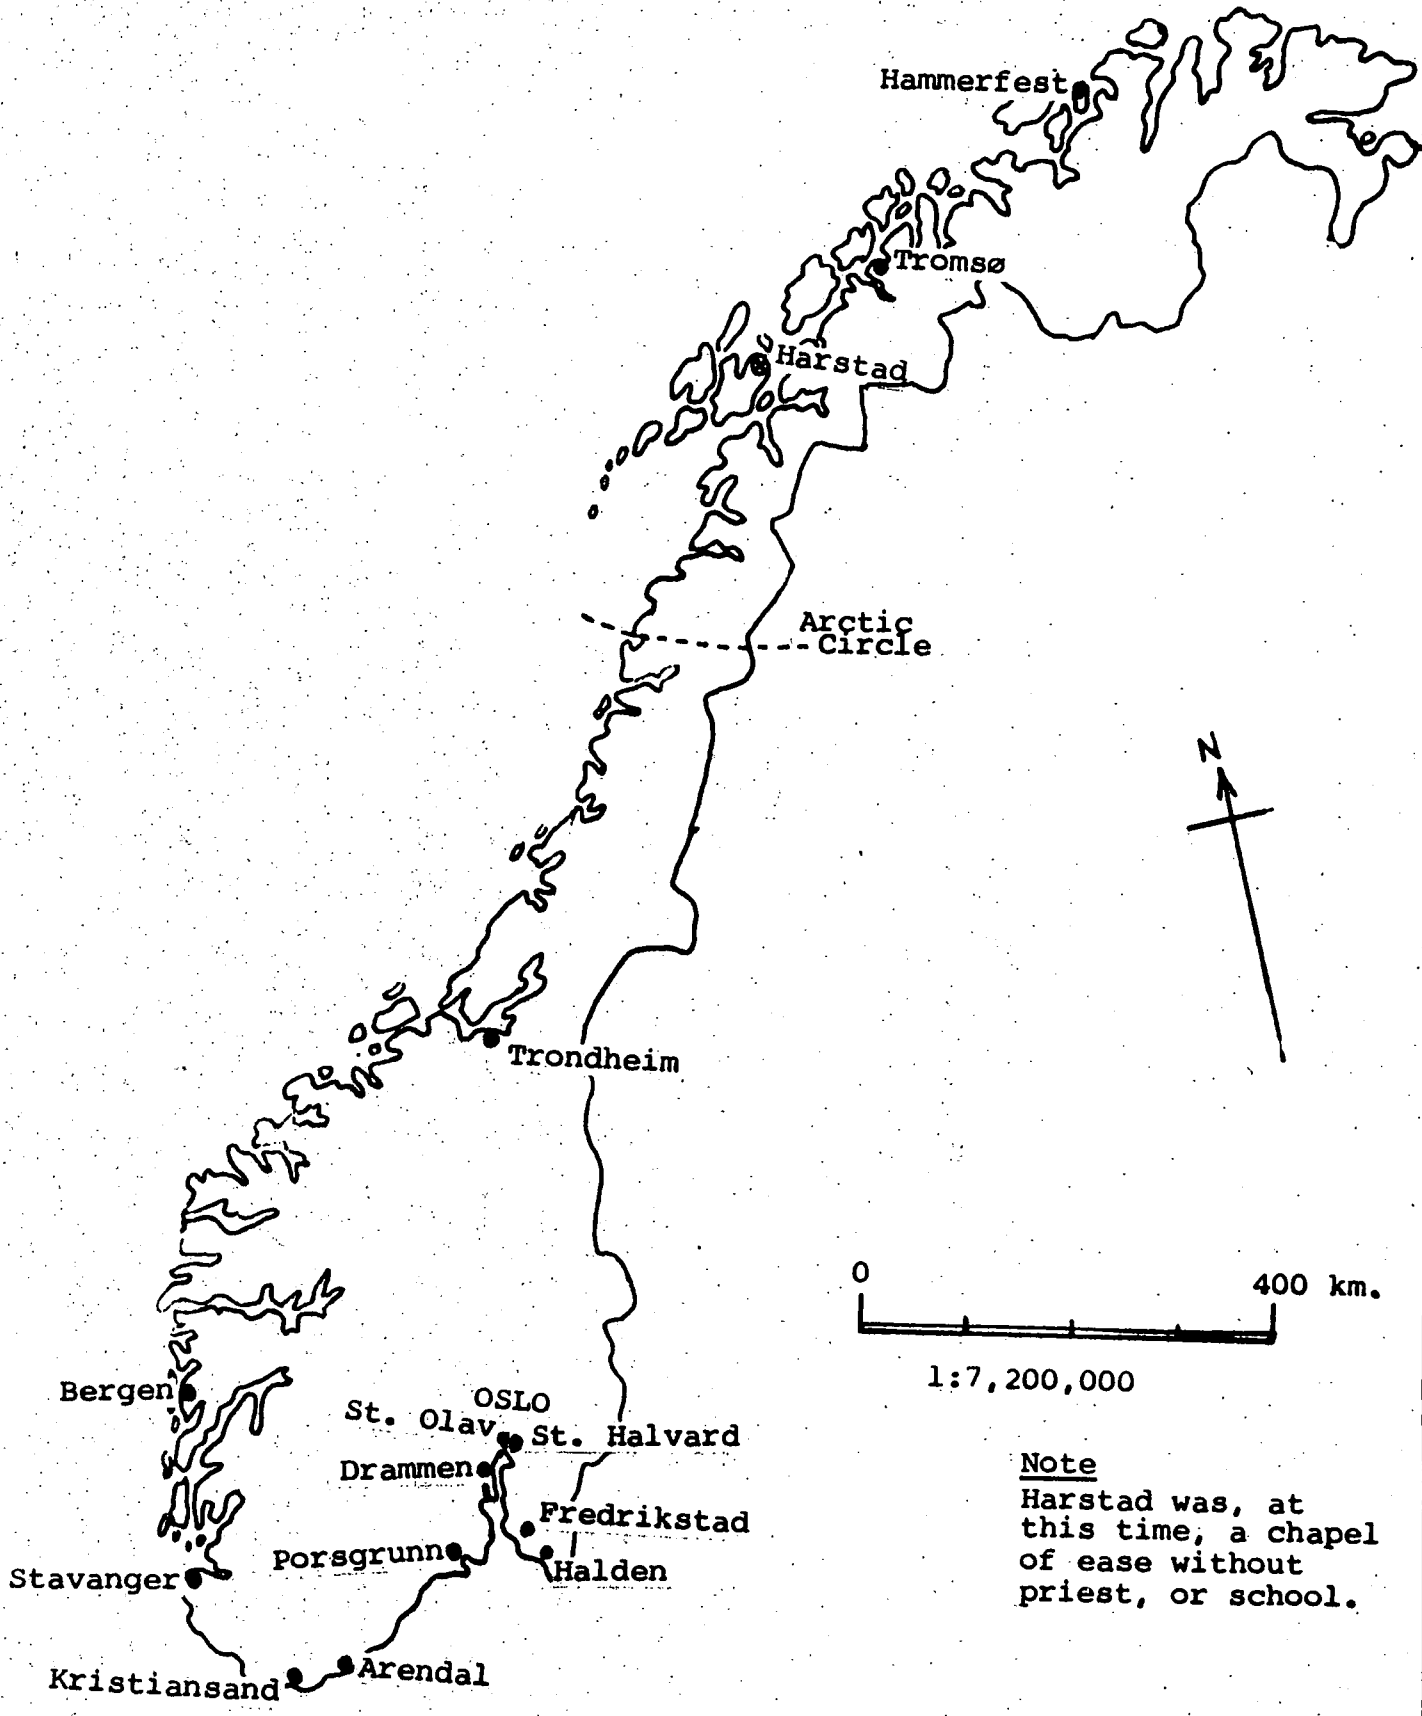 Hammerfest
Tromsø
Harstad
Arctic
Circle
N
Trondheim
0
400 km.
1:7,200,000
Bergen
OSLO
St. Olav
St. Halvard
Drammen
Fredrikstad
Porsgrunn
Halden
Stavanger
Kristiansand
Arendal
Note
Harstad was, at
this time, a chapel
of ease without
priest, or school.